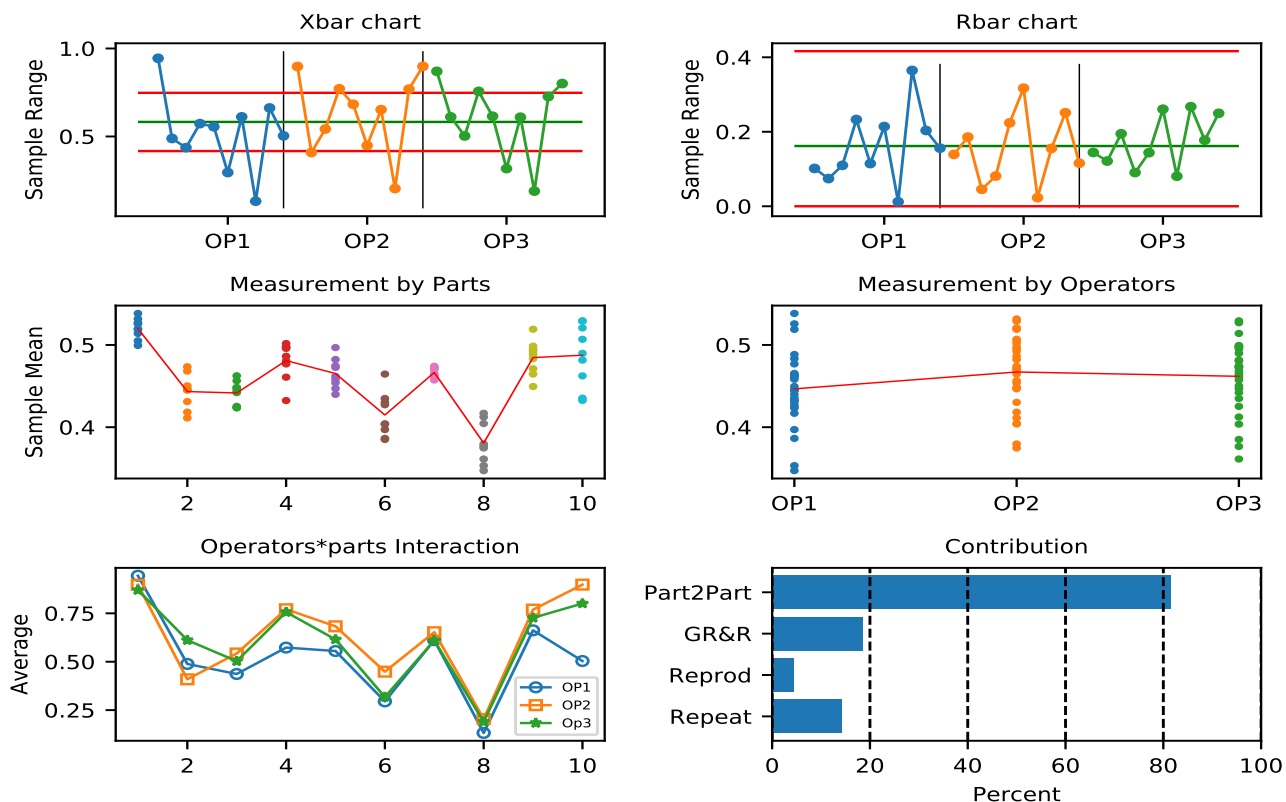 Xbar chart
Sample Range
1.0
0.5
OP1 OP2 OP3
Rbar chart
Sample Range
0.4
0.2
0.0
OP1 OP2 OP3
Measurement by Parts
Sample Mean
0.5
0.4
2 4 6 8 10
Measurement by Operators
0.5
0.4
OP1 OP2 OP3
Operators*parts Interaction
Average
0.75
0.50
0.25
OP1
OP2
Op3
2 4 6 8 10
Contribution
Part2Part
GR&R
Reprod
Repeat
0 20 40 60 80 100
Percent